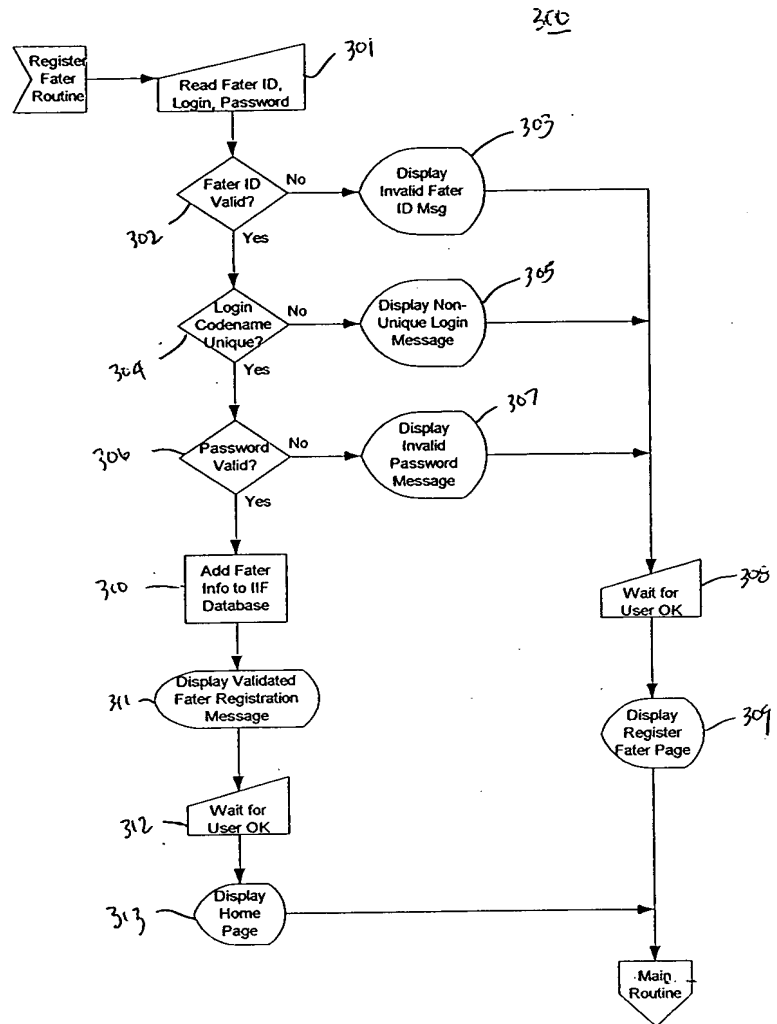 300
301
Register
Fater
Routine
Read Fater ID,
Login, Password
303
Fater ID
Valid?
No
Display
Invalid Fater
ID Msg
302
Yes
305
Login
Codename
Unique?
No
Display Non-
Unique Login
Message
304
Yes
307
Password
Valid?
No
Display
Invalid
Password
Message
306
Yes
310
Add Fater
Info to IIF
Database
Wait for
User OK
308
311
Display Validated
Fater Registration
Message
Display
Register
Fater Page
309
312
Wait for
User OK
313
Display
Home
Page
Main
Routine